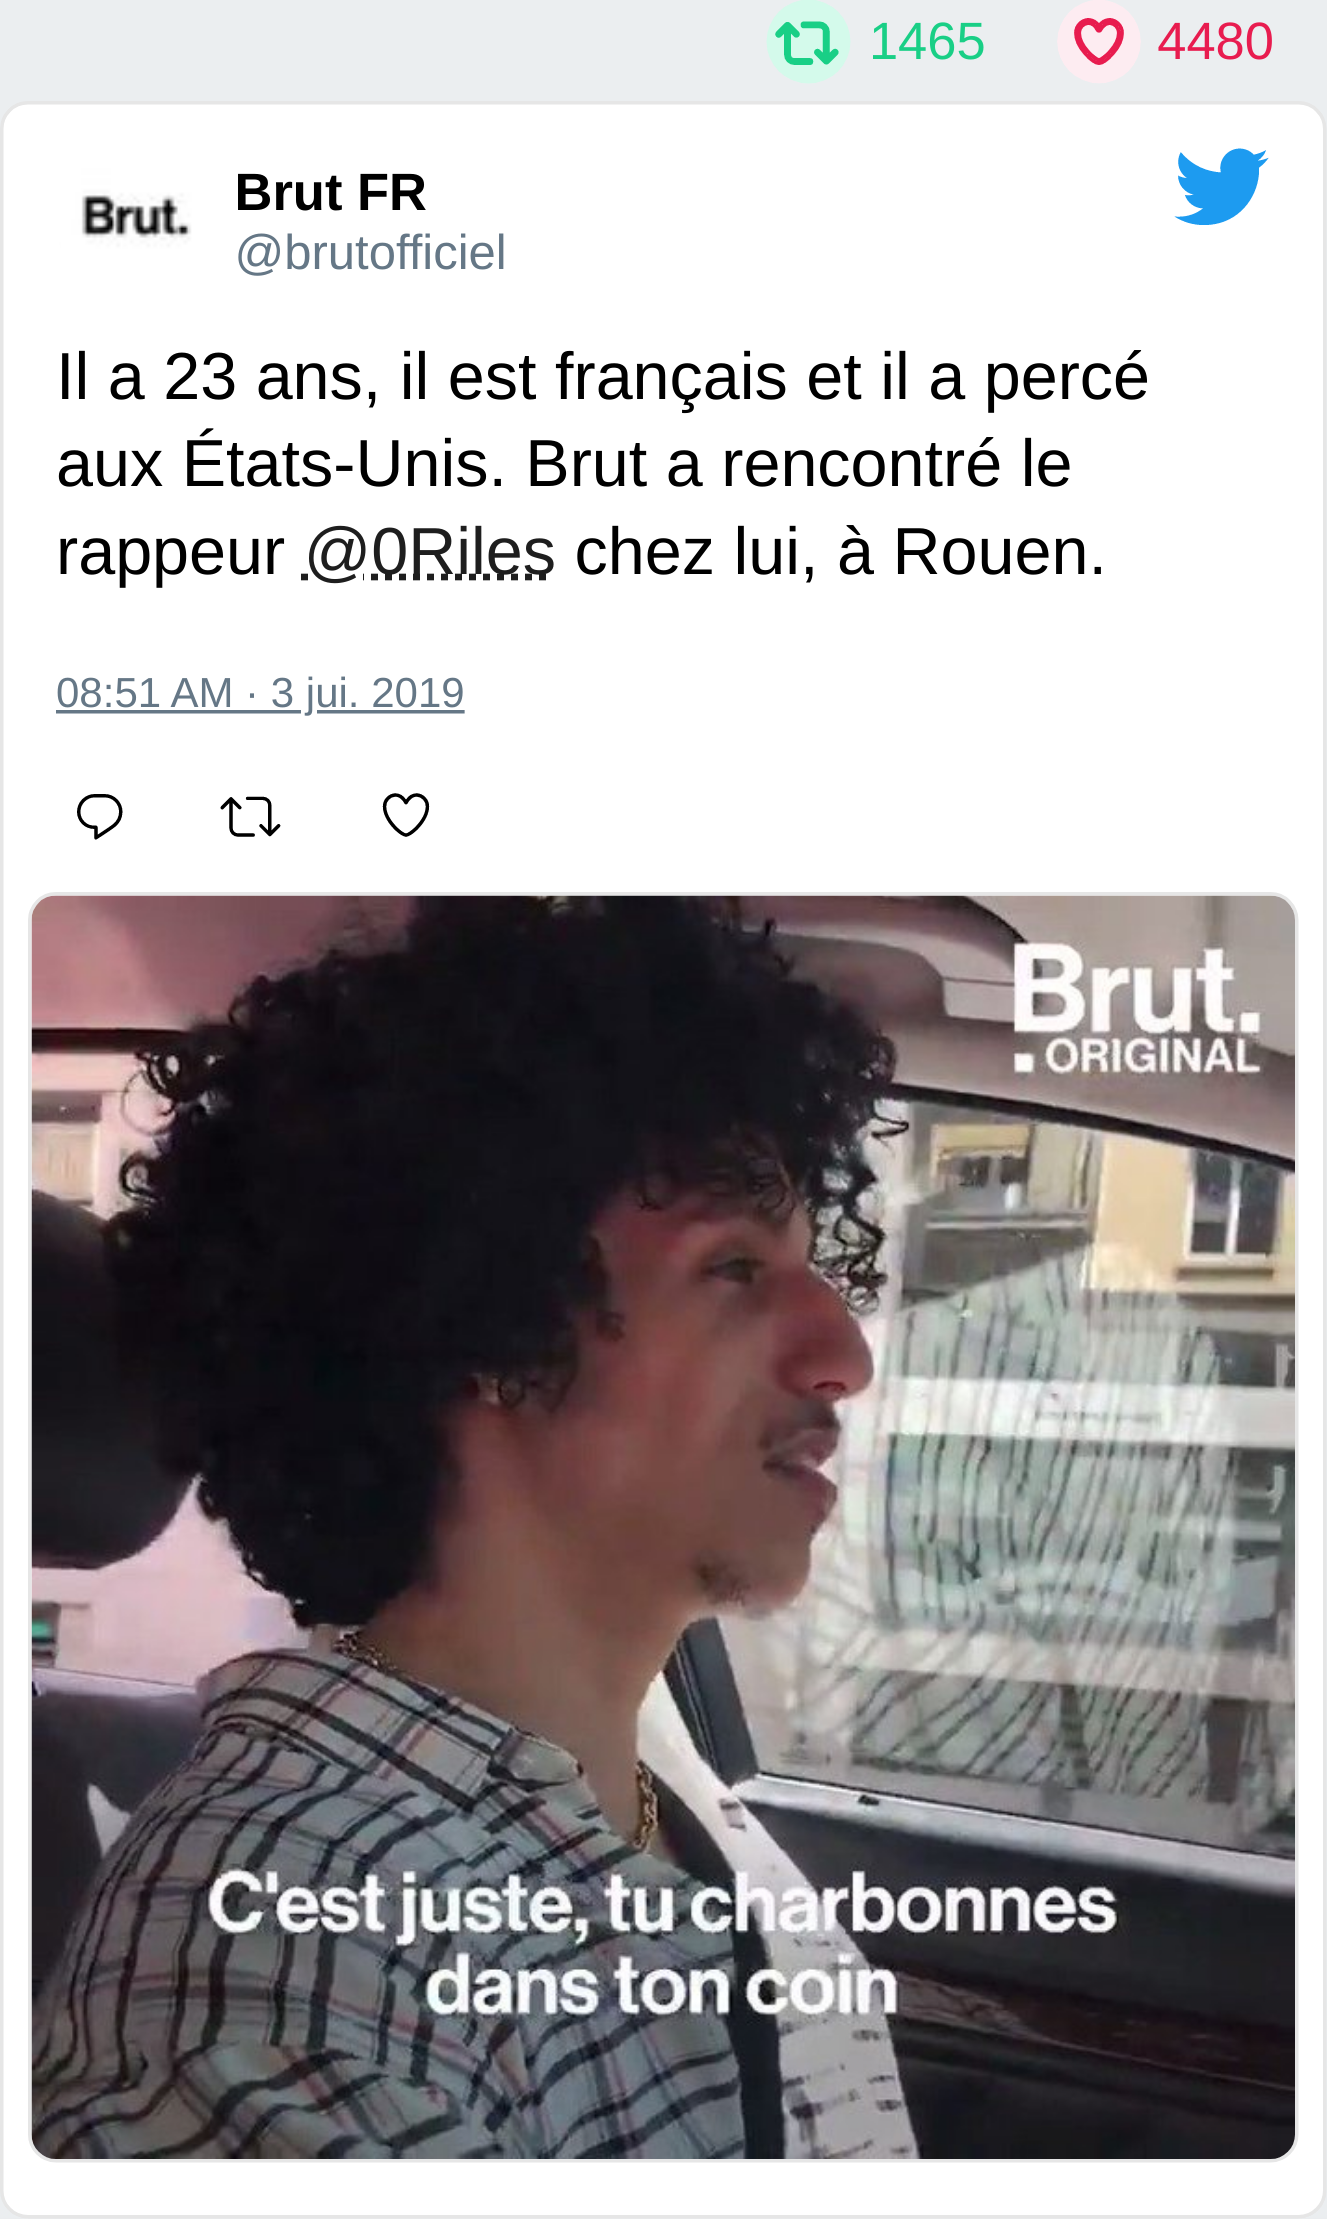 1465 4480
Brut.
Brut FR
@brutofficiel
Il a 23 ans, il est français et il a percé
aux États-Unis. Brut a rencontré le
rappeur @0Riles chez lui, à Rouen.
08:51 AM · 3 jui. 2019
Brut.
ORIGINAL
C'est juste, tu charbonnes
dans ton coin